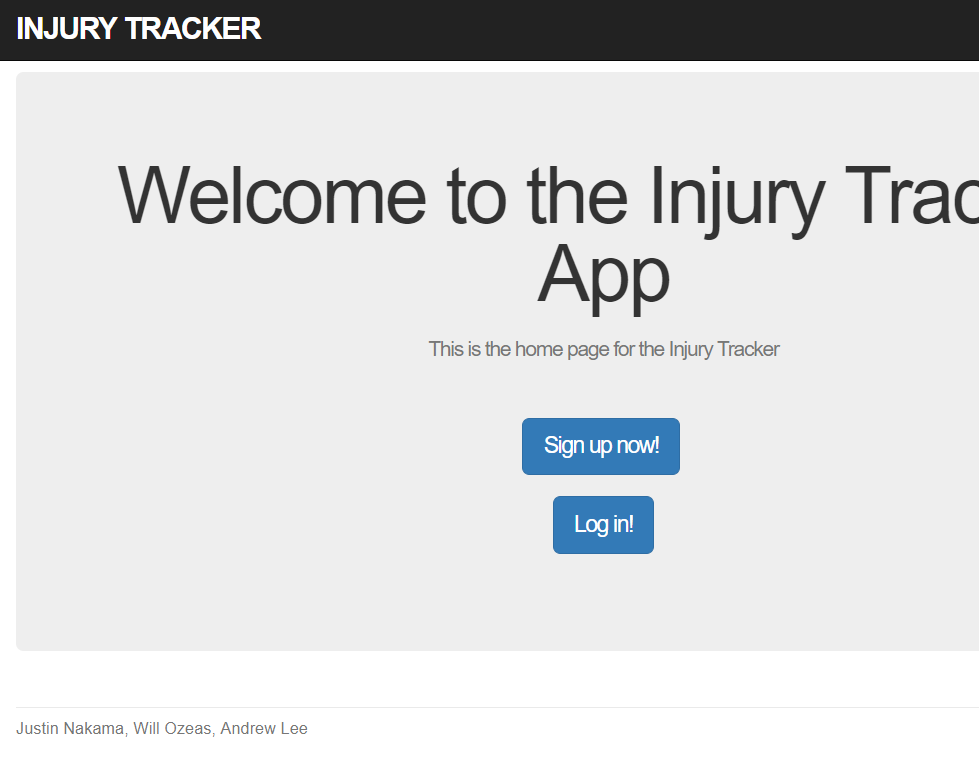 INJURY TRACKER
Welcome to the Injury Trac
App
This is the home page for the Injury Tracker
Sign up now!
Log in!
Justin Nakama, Will Ozeas, Andrew Lee